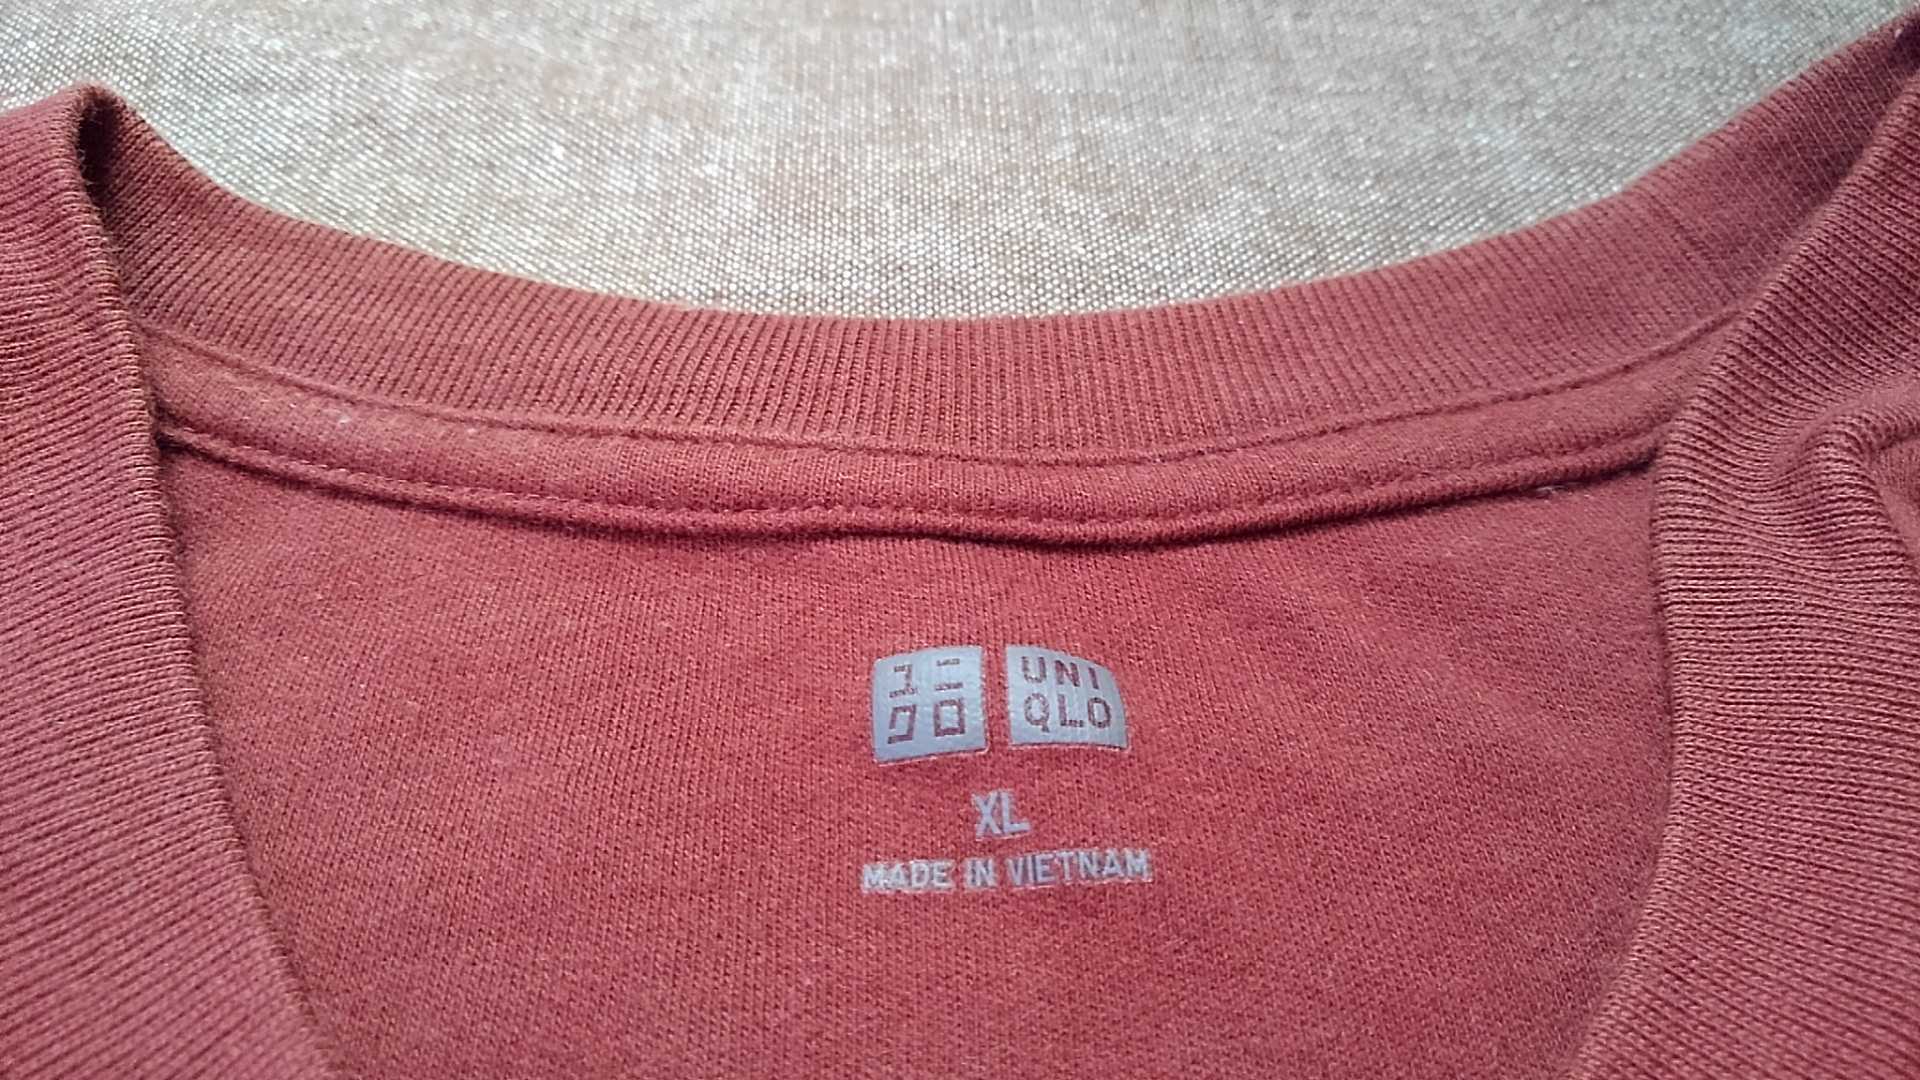 ユニ UNI
クロ QLO
XL
MADE IN VIETNAM